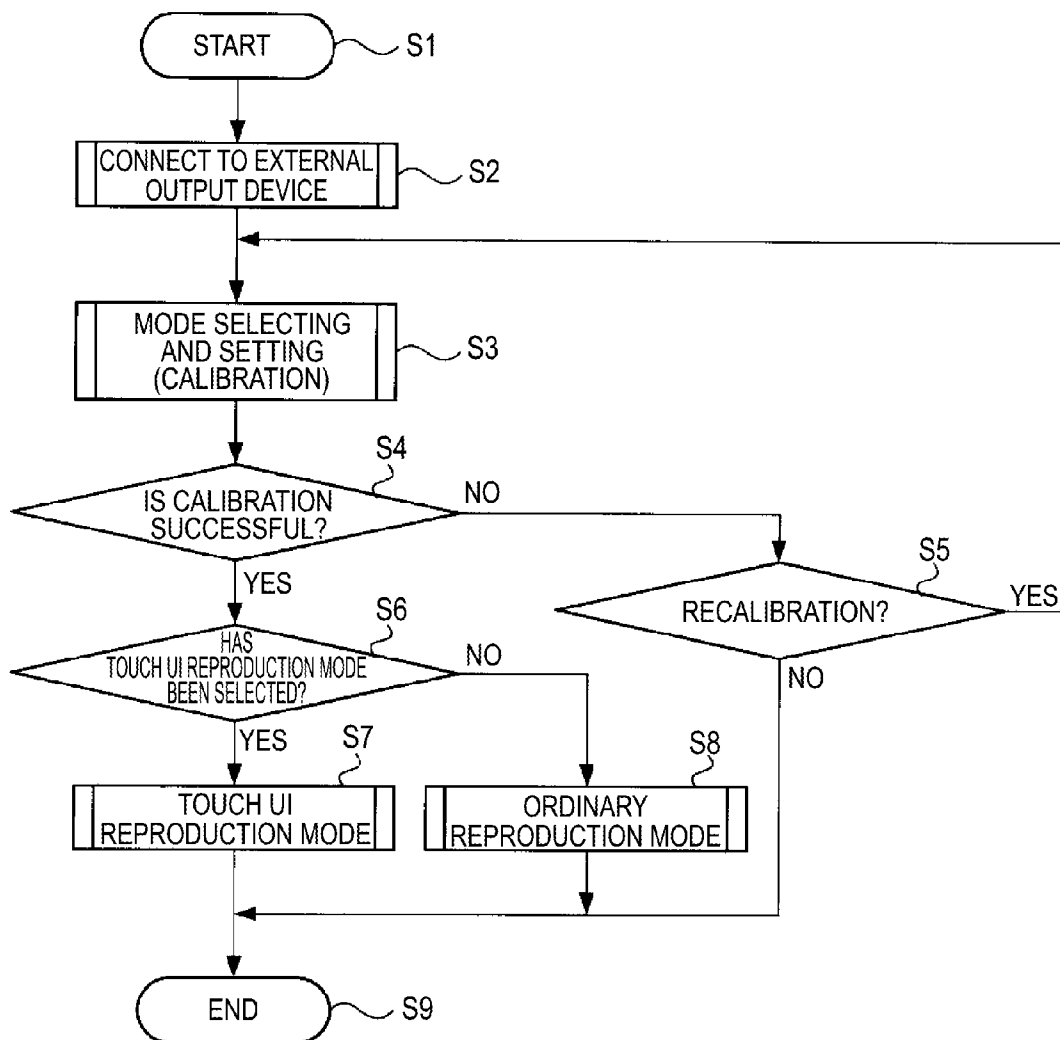 START
S1
CONNECT TO EXTERNAL
OUTPUT DEVICE
S2
MODE SELECTING
AND SETTING
(CALIBRATION)
S3
S4
IS CALIBRATION
SUCCESSFUL?
NO
YES
S5
RECALIBRATION?
YES
NO
S6
HAS
TOUCH UI REPRODUCTION MODE
BEEN SELECTED?
NO
YES
S7
TOUCH UI
REPRODUCTION MODE
S8
ORDINARY
REPRODUCTION MODE
END
S9